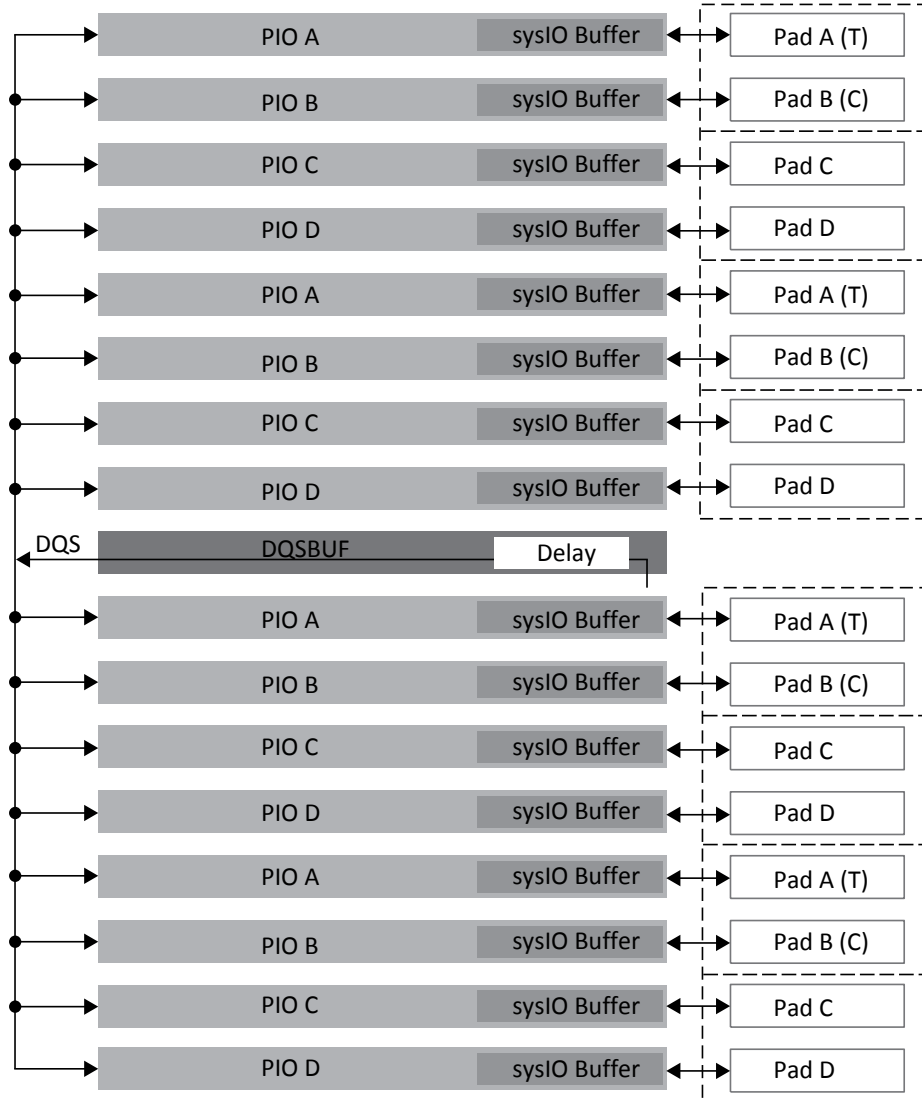 PIO A sysIO Buffer Pad A (T)
PIO B sysIO Buffer Pad B (C)
PIO C sysIO Buffer Pad C
PIO D sysIO Buffer Pad D
PIO A sysIO Buffer Pad A (T)
PIO B sysIO Buffer Pad B (C)
PIO C sysIO Buffer Pad C
PIO D sysIO Buffer Pad D
DQS DQSBUF Delay
PIO A sysIO Buffer Pad A (T)
PIO B sysIO Buffer Pad B (C)
PIO C sysIO Buffer Pad C
PIO D sysIO Buffer Pad D
PIO A sysIO Buffer Pad A (T)
PIO B sysIO Buffer Pad B (C)
PIO C sysIO Buffer Pad C
PIO D sysIO Buffer Pad D